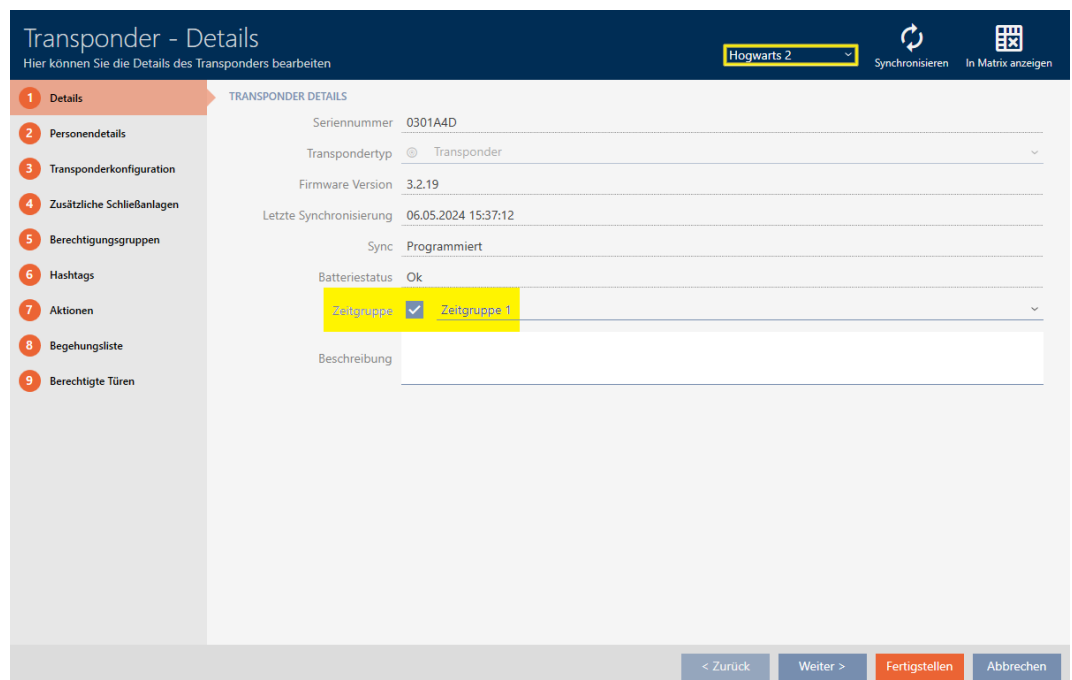 Transponder - Details
Hier können Sie die Details des Transponders bearbeiten
Hogwarts 2
Synchronisieren
In Matrix anzeigen
1 Details
2 Personendetails
3 Transponderkonfiguration
4 Zusätzliche Schließanlagen
5 Berechtigungsgruppen
6 Hashtags
7 Aktionen
8 Begehungsliste
9 Berechtigte Türen
TRANSPONDER DETAILS
Seriennummer 0301A4D
Transpondertyp Transponder
Firmware Version 3.2.19
Letzte Synchronisierung 06.05.2024 15:37:12
Sync Programmiert
Batteriestatus Ok
Zeitgruppe Zeitgruppe 1
Beschreibung
< Zurück
Weiter >
Fertigstellen
Abbrechen